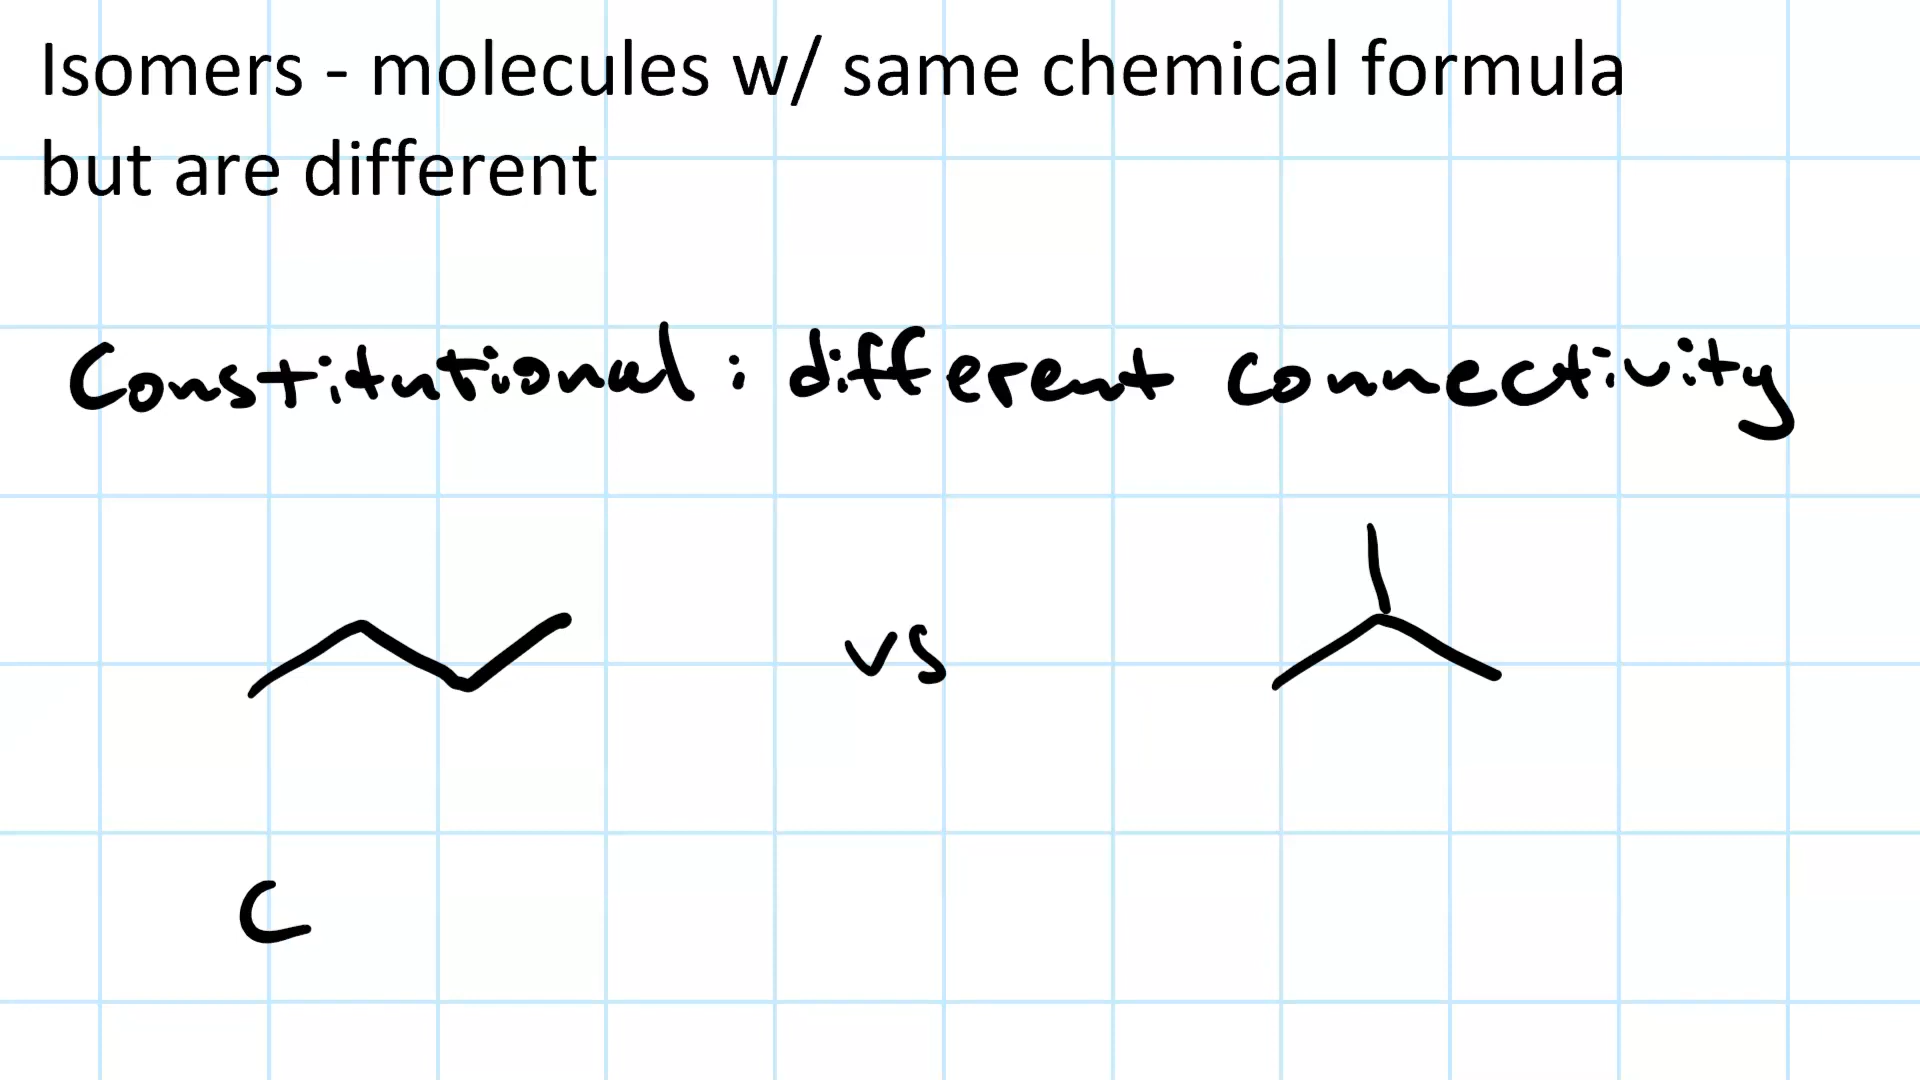 Isomers - molecules w/ same chemical formula
but are different
Constitutional: different connectivity
vs
C